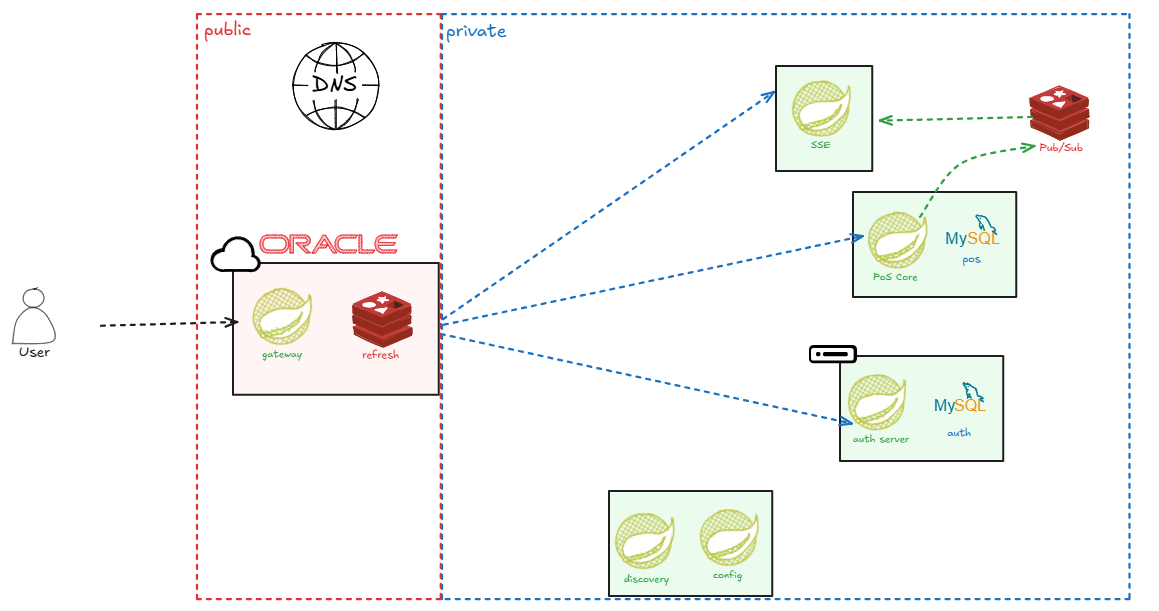 public
private
DNS
SSE
Pub/Sub
MySQL
pos
PoS Core
ORACLE
gateway
refresh
User
MySQL
auth
auth server
discovery
config